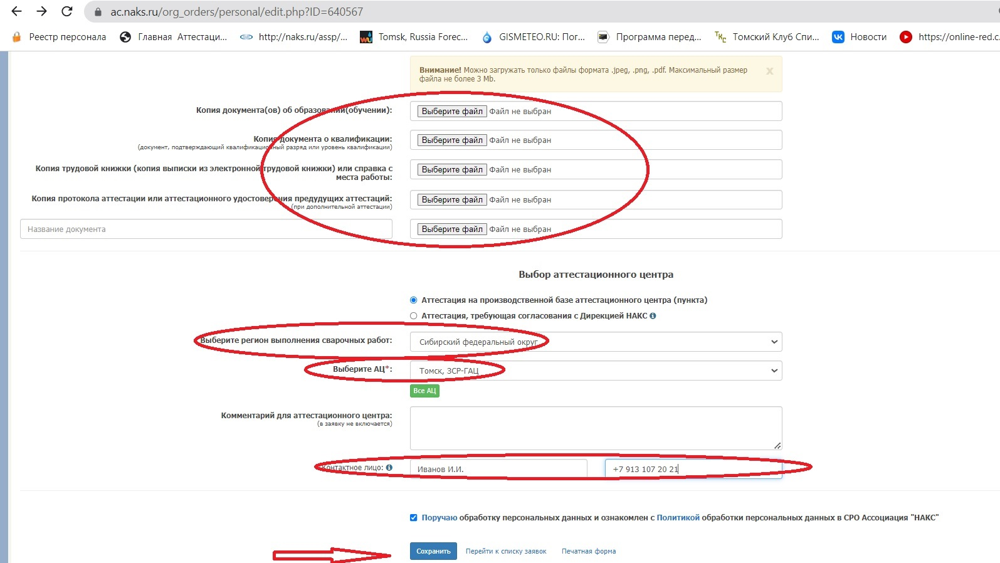 ac.naks.ru/org_orders/personal/edit.php?ID=640567
Реестр персонала Главная Аттестаци... http://naks.ru/assp/... Tomsk, Russia Forec... GISMETEO.RU: Пог... Программа перед... Томский Клуб Спи... Новости https://online-red.c
Внимание! Можно загружать только файлы формата .jpeg, .png, .pdf. Максимальный размер
файла не более 3 Mb.
x
Копия документа(ов) об образовании(обучении): Выберите файл Файл не выбран
Копия документа о квалификации: Выберите файл Файл не выбран
(документ, подтверждающий квалификационный разряд или уровень квалификации)
Копия трудовой книжки (копия выписки из электронной трудовой книжки) или справка с
места работы: Выберите файл Файл не выбран
Копия протокола аттестации или аттестационного удостоверения предудущих аттестаций: Выберите файл Файл не выбран
(при дополнительной аттестации)
Название документа Выберите файл Файл не выбран
Выбор аттестационного центра
Аттестация на производственной базе аттестационного центра (пункта)
Аттестация, требующая согласования с Дирекцией НАКС
Выберите регион выполнения сварочных работ: Сибирский федеральный округ
Выберите АЦ*: Томск, ЗСР-ГАЦ
Все АЦ
Комментарий для аттестационного центра:
(в заявку не включается)
Контактное лицо: Иванов И.И. +7 913 107 20 21
Поручаю обработку персональных данных и ознакомлен с Политикой обработки персональных данных в СРО Ассоциация "НАКС"
Сохранить Перейти к списку заявок Печатная форма